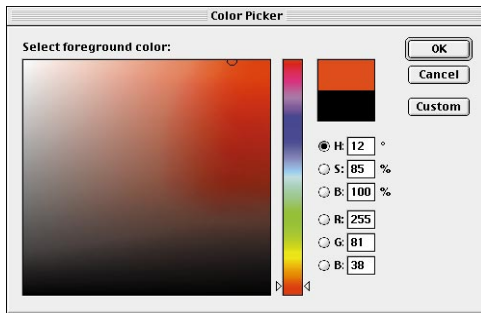 Color Picker
Select foreground color:
OK
Cancel
Custom
H: 12 °
S: 85 %
B: 100 %
R: 255
G: 81
B: 38